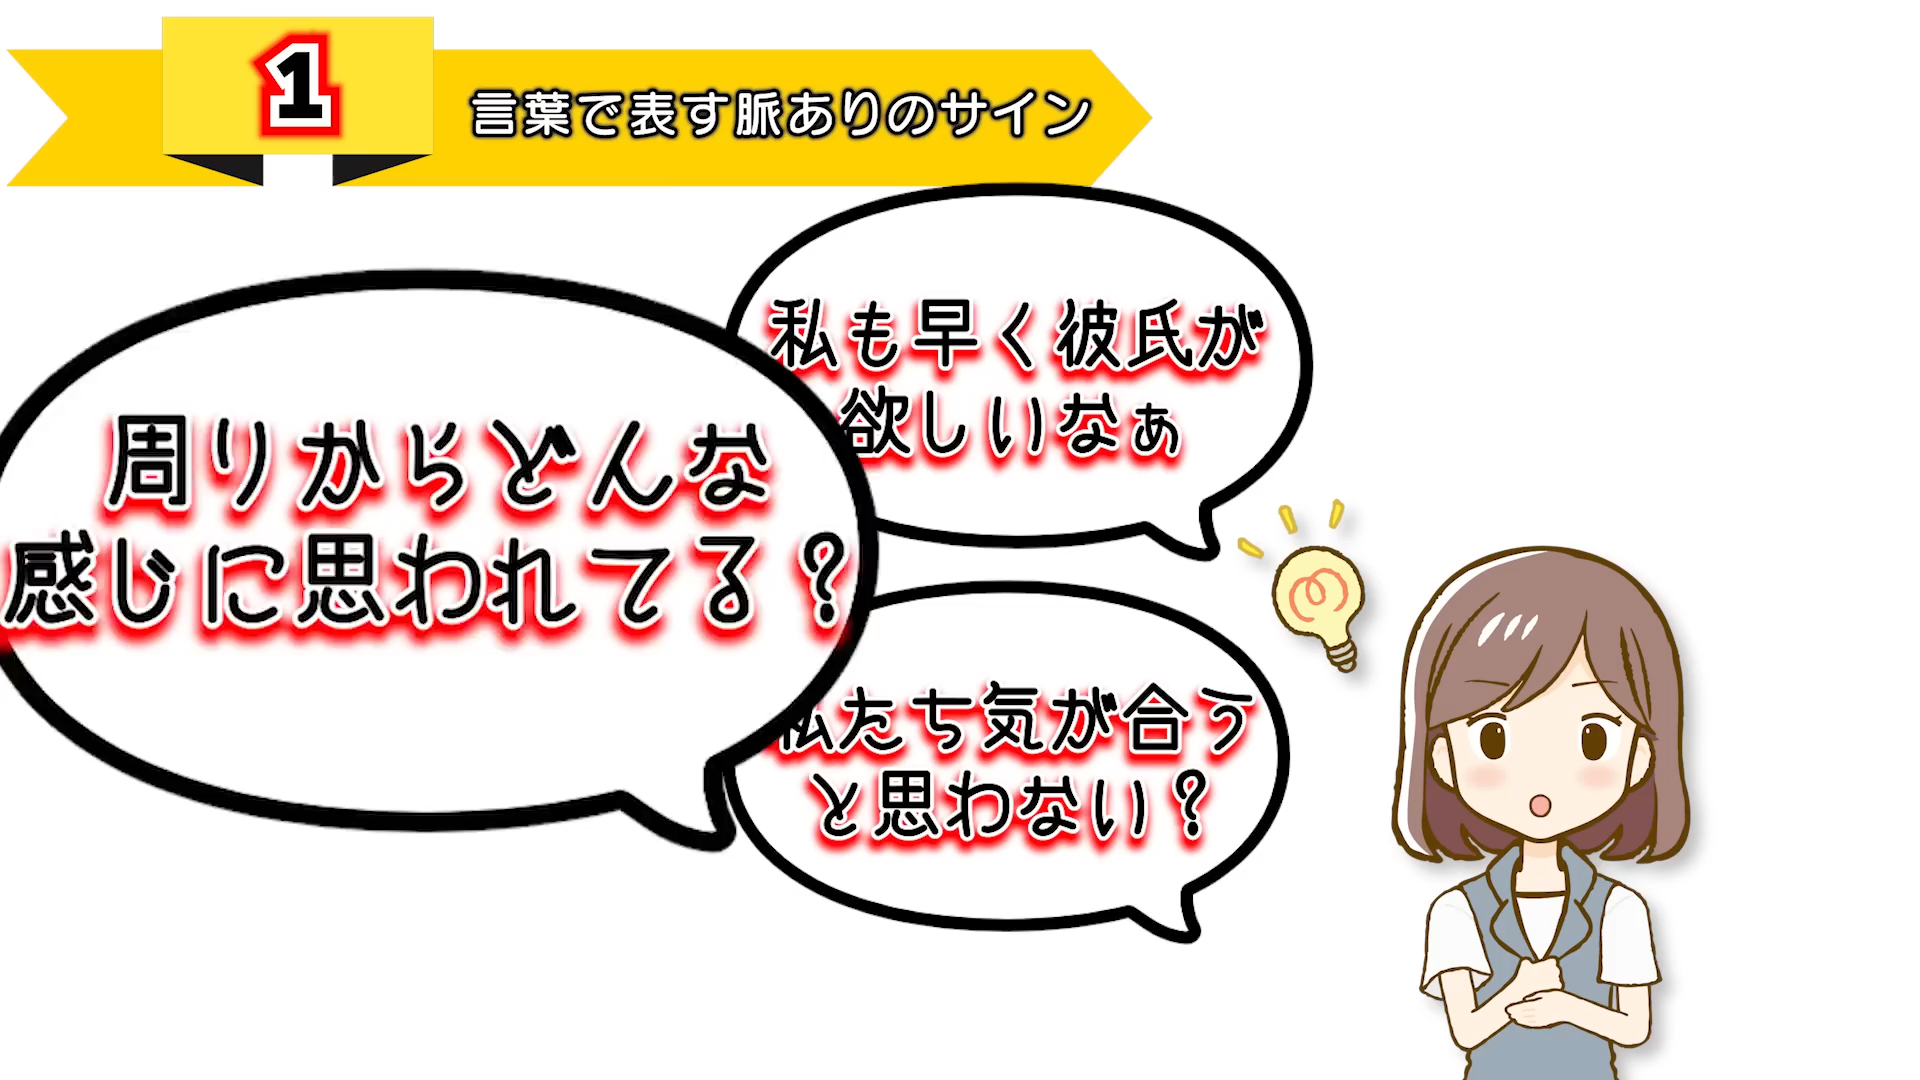 1
言葉で表す脈ありのサイン
私も早く彼氏が
欲しいなぁ
周りからどんな
感じに思われてる？
私たち気が合う
と思わない？